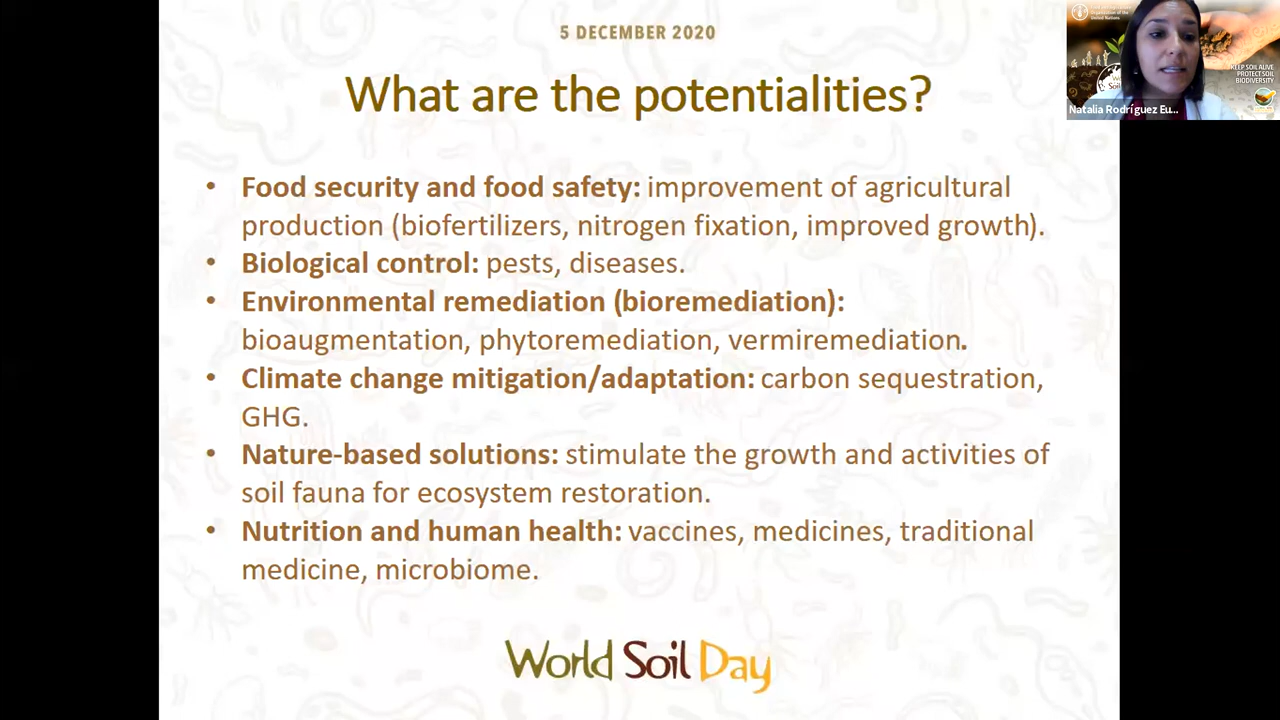 5 DECEMBER 2020
What are the potentialities?
• Food security and food safety: improvement of agricultural
production (biofertilizers, nitrogen fixation, improved growth).
• Biological control: pests, diseases.
• Environmental remediation (bioremediation):
bioaugmentation, phytoremediation, vermiremediation.
• Climate change mitigation/adaptation: carbon sequestration,
GHG.
• Nature-based solutions: stimulate the growth and activities of
soil fauna for ecosystem restoration.
• Nutrition and human health: vaccines, medicines, traditional
medicine, microbiome.
World Soil Day
KEEP SOIL ALIVE
PROTECT SOIL
BIODIVERSITY
Natalia Rodríguez Eu...